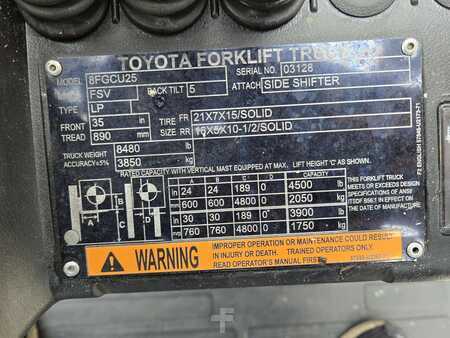 TOYOTA FORKLIFT TRUCK
MODEL 8FGCU25 SERIAL NO. 03128
FSV BACK TILT 5 ATTACH SIDE SHIFTER
TYPE LP
FRONT TREAD 35 in TIRE SIZE FR 21X7X15/SOLID
890 mm RR 16X5X10-1/2/SOLID
TRUCK WEIGHT 8480 lb
ACCURACY±5% 3850 kg
RATED CAPACITY WITH VERTICAL MAST EQUIPPED AS FOLLOWS. MAX LIFT HEIGHT 'C' AS SHOWN.
A B C D CAPACITY
in 24 24 189 0 4500 lb
mm 600 600 4800 0 2050 kg
in 30 30 189 0 3900 lb
mm 760 760 4800 0 1750 kg
THIS FORKLIFT TRUCK
MEETS OR EXCEEDS
SPECIFICATIONS OF ANSI
ITSDF B56.1 EFFECTIVE ON
THE DATE OF MANUFACTURE.
WARNING
IMPROPER OPERATION OR MAINTENANCE COULD RESULT
IN INJURY OR DEATH. TRAINED OPERATORS ONLY.
READ OPERATOR'S MANUAL FIRST.